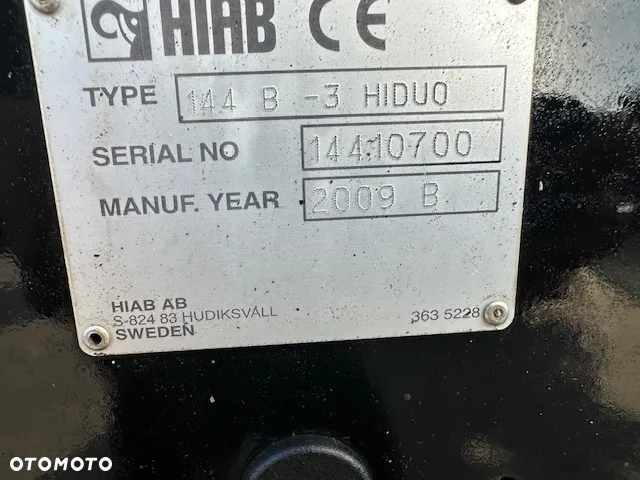 HIAB CE
TYPE 144 B -3 HIDUO
SERIAL NO 14410700
MANUF. YEAR 2009 B
HIAB AB
S-824 83 HUDIKSVALL
SWEDEN 363 5228
OTOMOTO